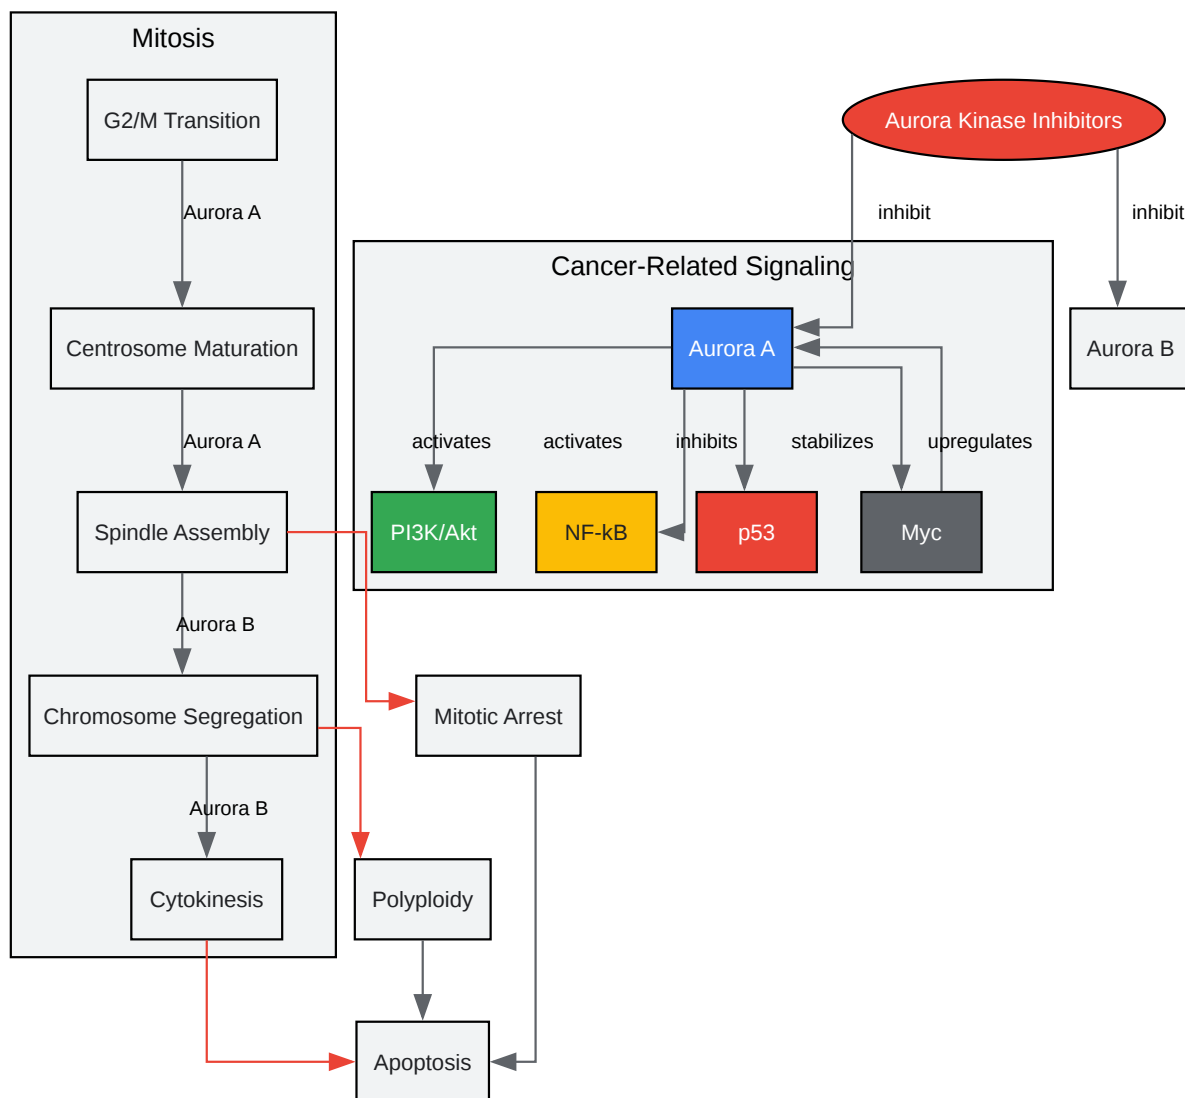 Mitosis
G2/M Transition
Aurora A
Centrosome Maturation
Aurora A
Spindle Assembly
Aurora B
Chromosome Segregation
Aurora B
Cytokinesis
Aurora Kinase Inhibitors
inhibit
inhibit
Cancer-Related Signaling
Aurora A
Aurora B
activates
activates
inhibits
stabilizes
upregulates
PI3K/Akt
NF-kB
p53
Myc
Mitotic Arrest
Polyploidy
Apoptosis